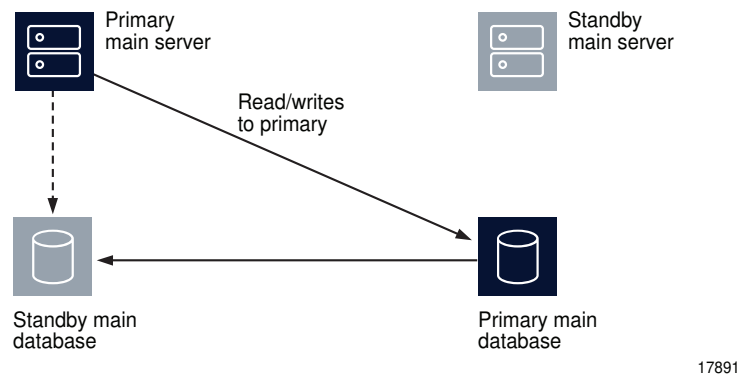 Primary
main server
Standby
main server
Read/writes
to primary
Standby main
database
Primary main
database
17891